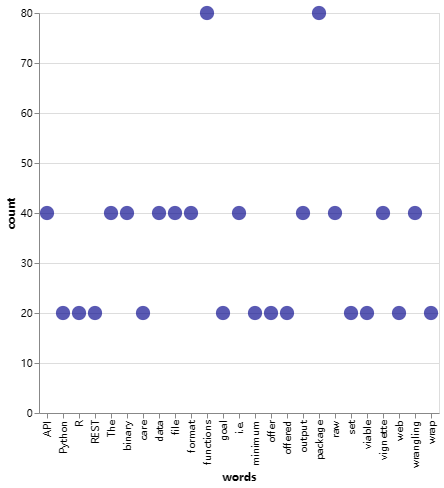 80
70
60
50
40
30
20
10
0
count
API
Python
R
REST
The
binary
care
data
file
format
functions
goal
i.e.
minimum
offer
offered
output
package
raw
set
viable
vignette
web
wrangling
wrap
words